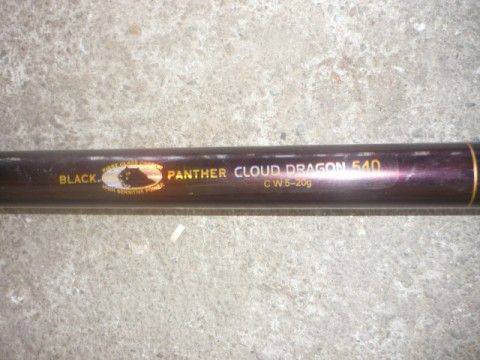 BLACK PANTHER CLOUD DRAGON 540
C.W:5-20g